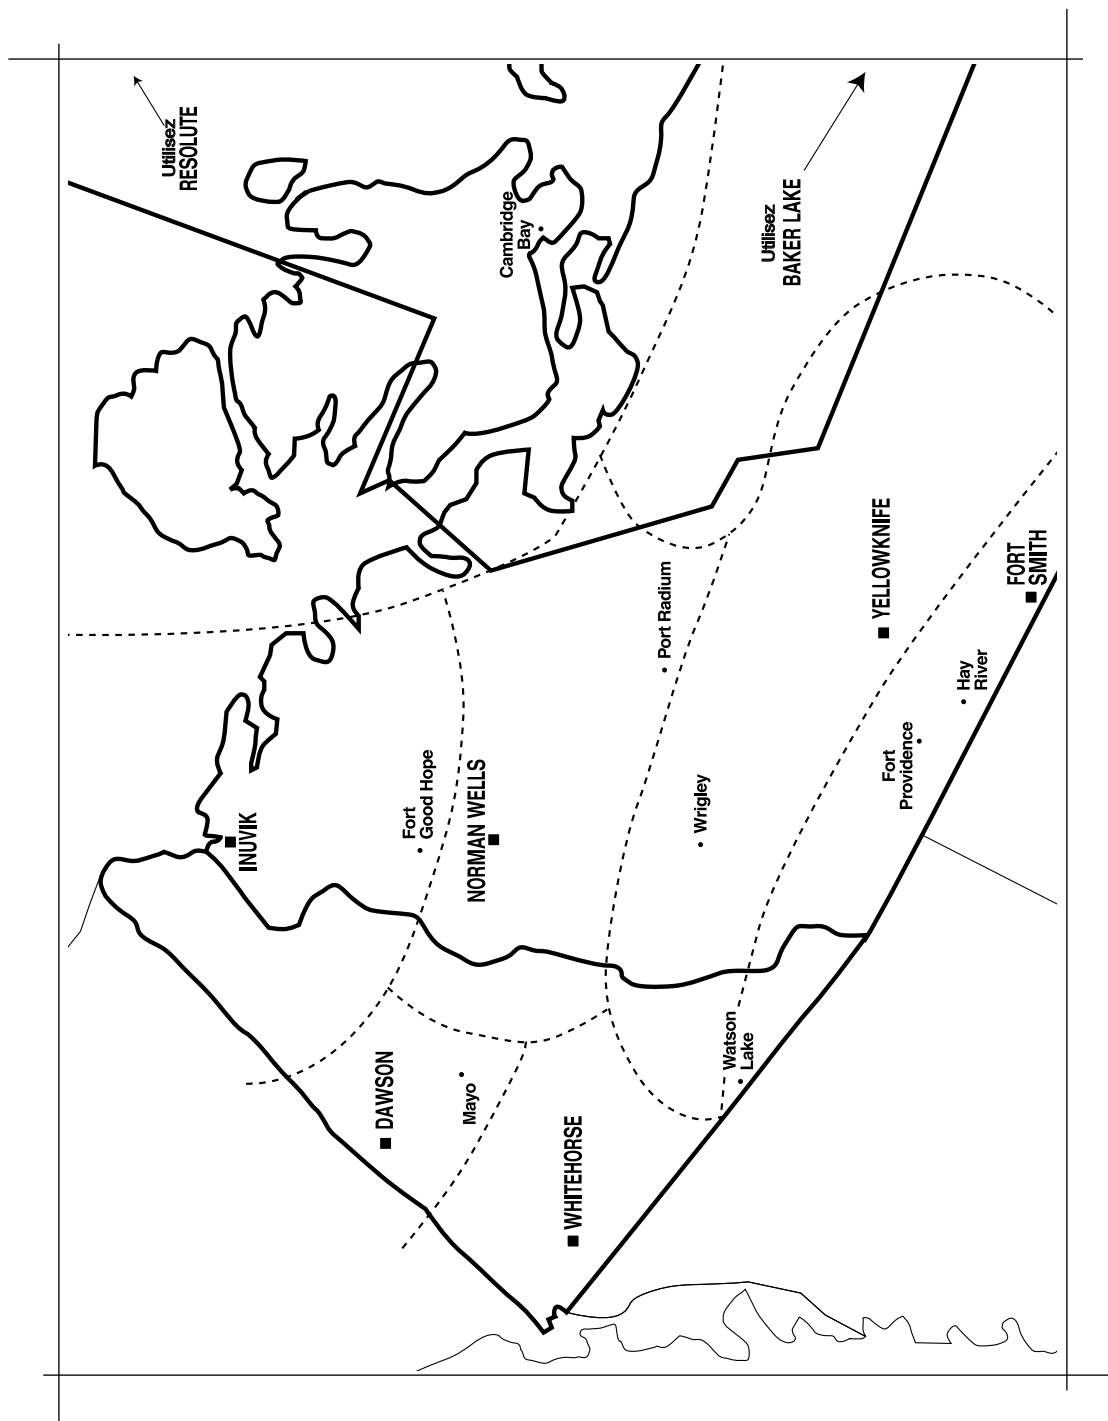 Utilisez
RESOLUTE
Cambridge
Bay
Utilisez
BAKER LAKE
INUVIK
Fort
Good Hope
NORMAN WELLS
Port Radium
Wrigley
YELLOWKNIFE
FORT
SMITH
Hay
River
Fort
Providence
DAWSON
Mayo
WHITEHORSE
Watson
Lake